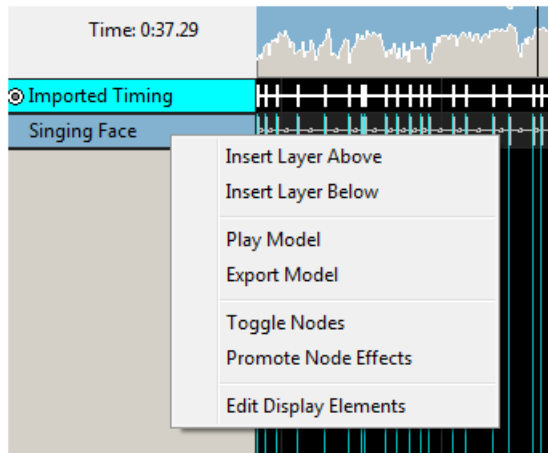 Time: 0:37.29
Imported Timing
Singing Face
Insert Layer Above
Insert Layer Below
Play Model
Export Model
Toggle Nodes
Promote Node Effects
Edit Display Elements